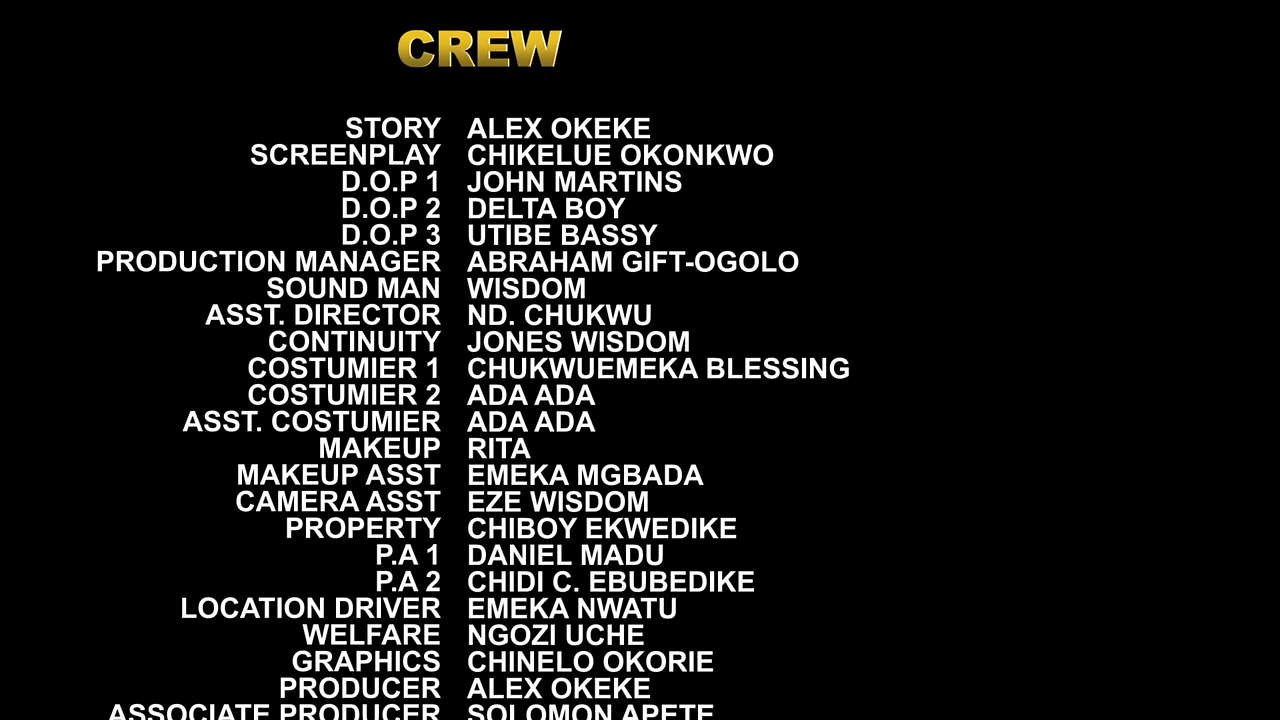 CREW
STORY ALEX OKEKE
SCREENPLAY CHIKELUE OKONKWO
D.O.P 1 JOHN MARTINS
D.O.P 2 DELTA BOY
D.O.P 3 UTIBE BASSY
PRODUCTION MANAGER ABRAHAM GIFT-OGOLO
SOUND MAN WISDOM
ASST. DIRECTOR ND. CHUKWU
CONTINUITY JONES WISDOM
COSTUMIER 1 CHUKWUEMEKA BLESSING
COSTUMIER 2 ADA ADA
ASST. COSTUMIER ADA ADA
MAKEUP RITA
MAKEUP ASST EMEKA MGBADA
CAMERA ASST EZE WISDOM
PROPERTY CHIBOY EKWEDIKE
P.A 1 DANIEL MADU
P.A 2 CHIDI C. EBUBEDIKE
LOCATION DRIVER EMEKA NWATU
WELFARE NGOZI UCHE
GRAPHICS CHINELO OKORIE
PRODUCER ALEX OKEKE
ASSOCIATE PRODUCER SOLOMON APETE